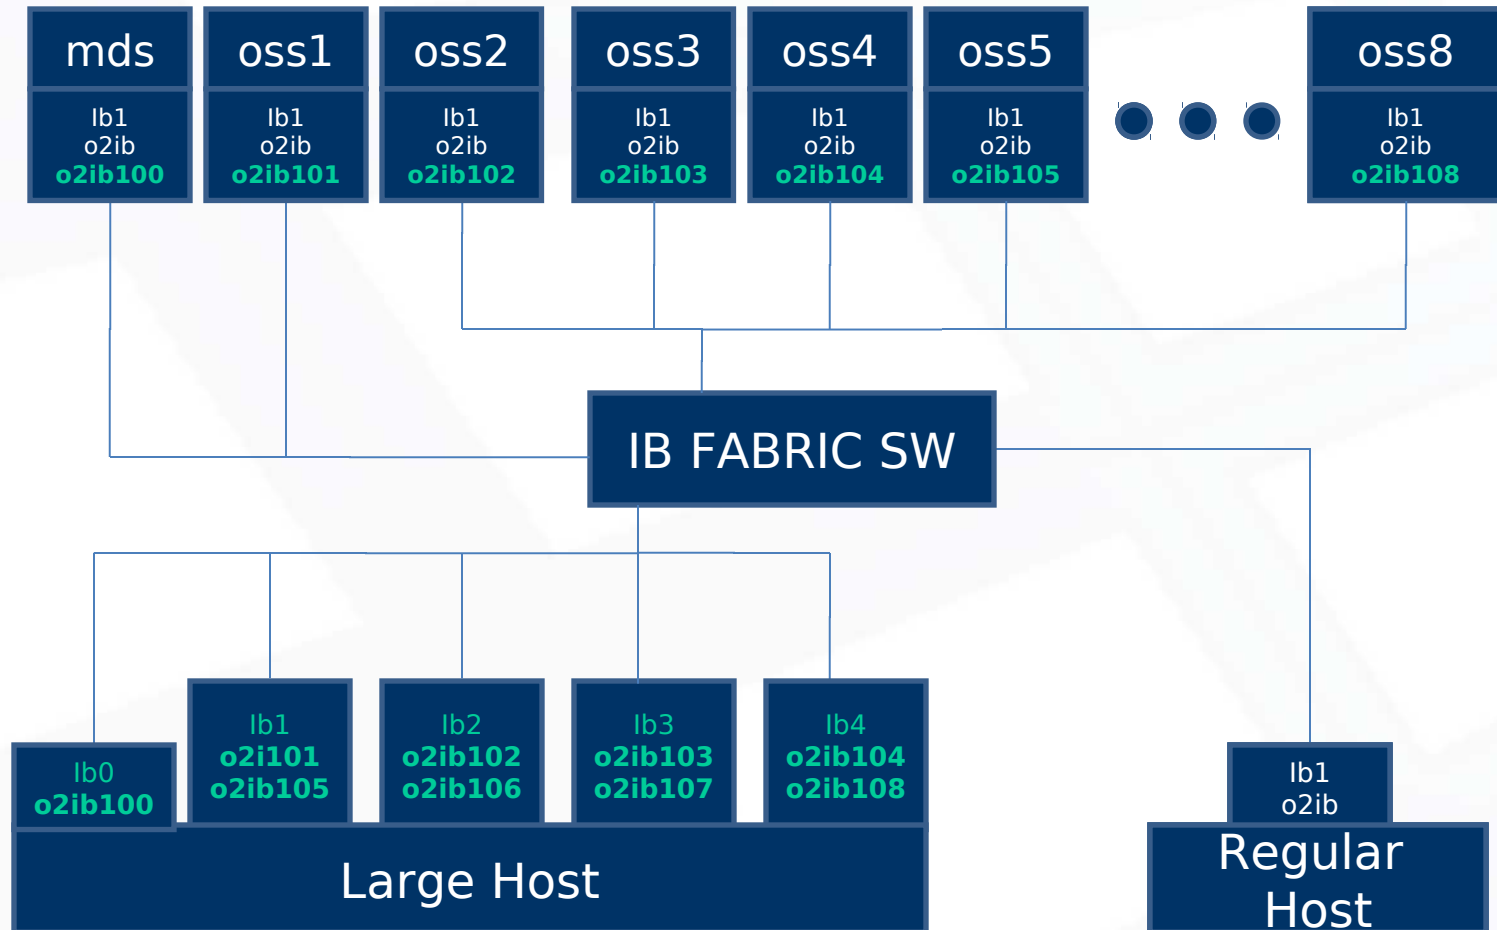 mds
Ib1
o2ib
o2ib100
oss1
Ib1
o2ib
o2ib101
oss2
Ib1
o2ib
o2ib102
oss3
Ib1
o2ib
o2ib103
oss4
Ib1
o2ib
o2ib104
oss5
Ib1
o2ib
o2ib105
oss8
Ib1
o2ib
o2ib108
IB FABRIC SW
Ib0
o2ib100
Ib1
o2i101
o2ib105
Ib2
o2ib102
o2ib106
Ib3
o2ib103
o2ib107
Ib4
o2ib104
o2ib108
Large Host
Ib1
o2ib
Regular
Host